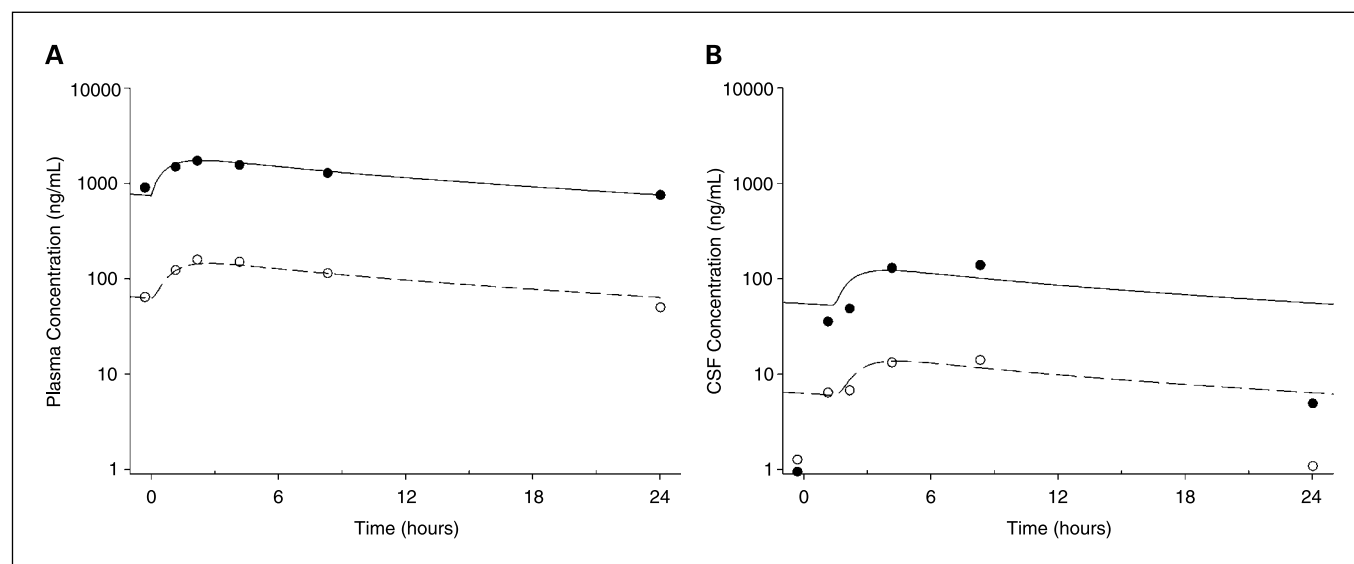 A
Plasma Concentration (ng/mL)
10000
1000
100
10
1
0 6 12 18 24
Time (hours)
B
CSF Concentration (ng/mL)
10000
1000
100
10
1
0 6 12 18 24
Time (hours)